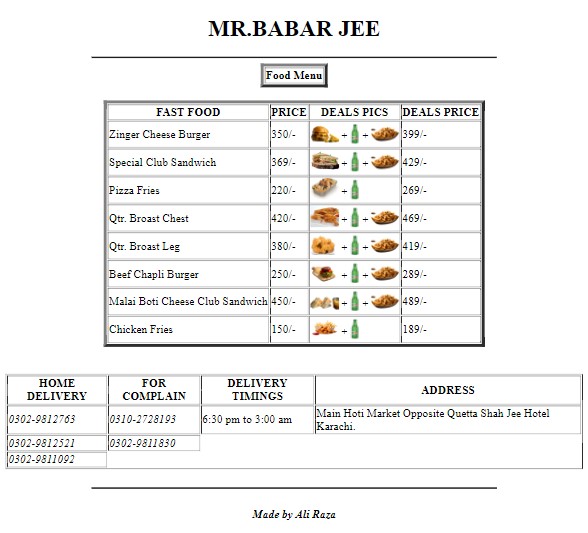 MR.BABAR JEE
Food Menu
FAST FOOD PRICE DEALS PICS DEALS PRICE
Zinger Cheese Burger 350/- + + 399/-
Special Club Sandwich 369/- + + 429/-
Pizza Fries 220/- + 269/-
Qtr. Broast Chest 420/- + + 469/-
Qtr. Broast Leg 380/- + + 419/-
Beef Chapli Burger 250/- + + 289/-
Malai Boti Cheese Club Sandwich 450/- + + 489/-
Chicken Fries 150/- + 189/-
HOME DELIVERY FOR COMPLAIN DELIVERY TIMINGS ADDRESS
0302-9812763 0310-2728193 6:30 pm to 3:00 am Main Hoti Market Opposite Quetta Shah Jee Hotel
Karachi.
0302-9812521 0302-9811830
0302-9811092
Made by Ali Raza